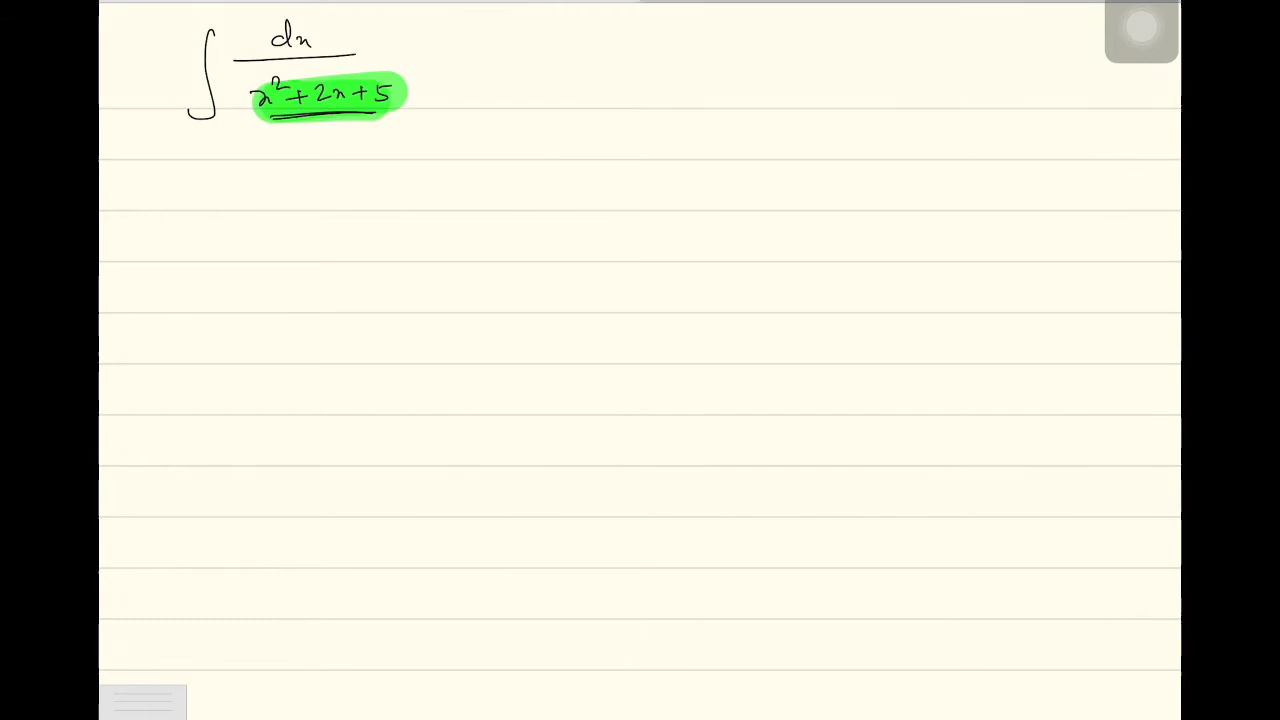 ∫ dx / (x² + 2x + 5)